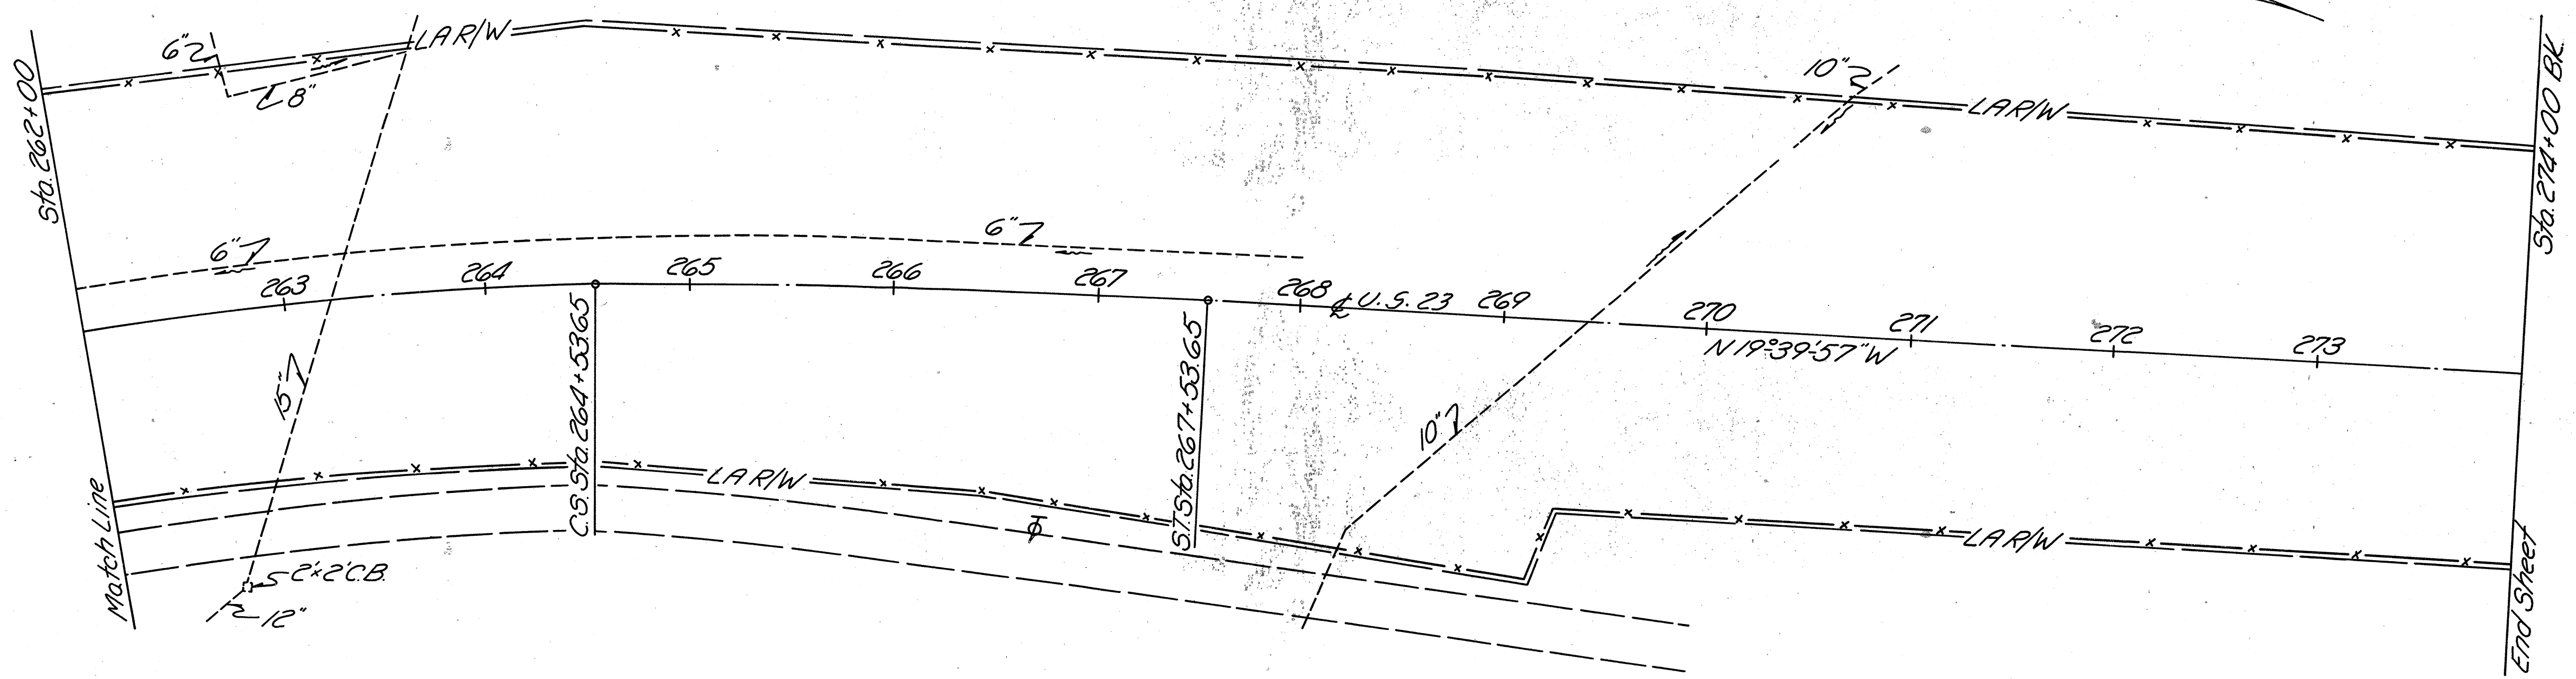 Sta. 262+00
6"
8"
LA R/W
10"
LA R/W
Sta. 274+00 BK.
6"
6"
263
264
265
266
267
268
℄ U.S. 23
269
270
271
272
273
N 19°-39'-57" W
15"
C.S. Sta. 264+53.65
S.T. Sta. 267+53.65
10"
LA R/W
LA R/W
Match Line
2'x2' C.B.
12"
End Sheet